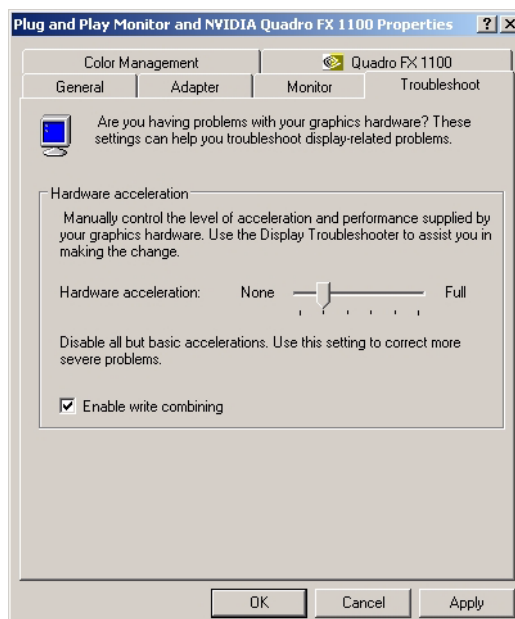 Plug and Play Monitor and NVIDIA Quadro FX 1100 Properties
Color Management
Quadro FX 1100
General
Adapter
Monitor
Troubleshoot
Are you having problems with your graphics hardware? These
settings can help you troubleshoot display-related problems.
Hardware acceleration
Manually control the level of acceleration and performance supplied by
your graphics hardware. Use the Display Troubleshooter to assist you in
making the change.
Hardware acceleration: None Full
Disable all but basic accelerations. Use this setting to correct more
severe problems.
Enable write combining
OK
Cancel
Apply